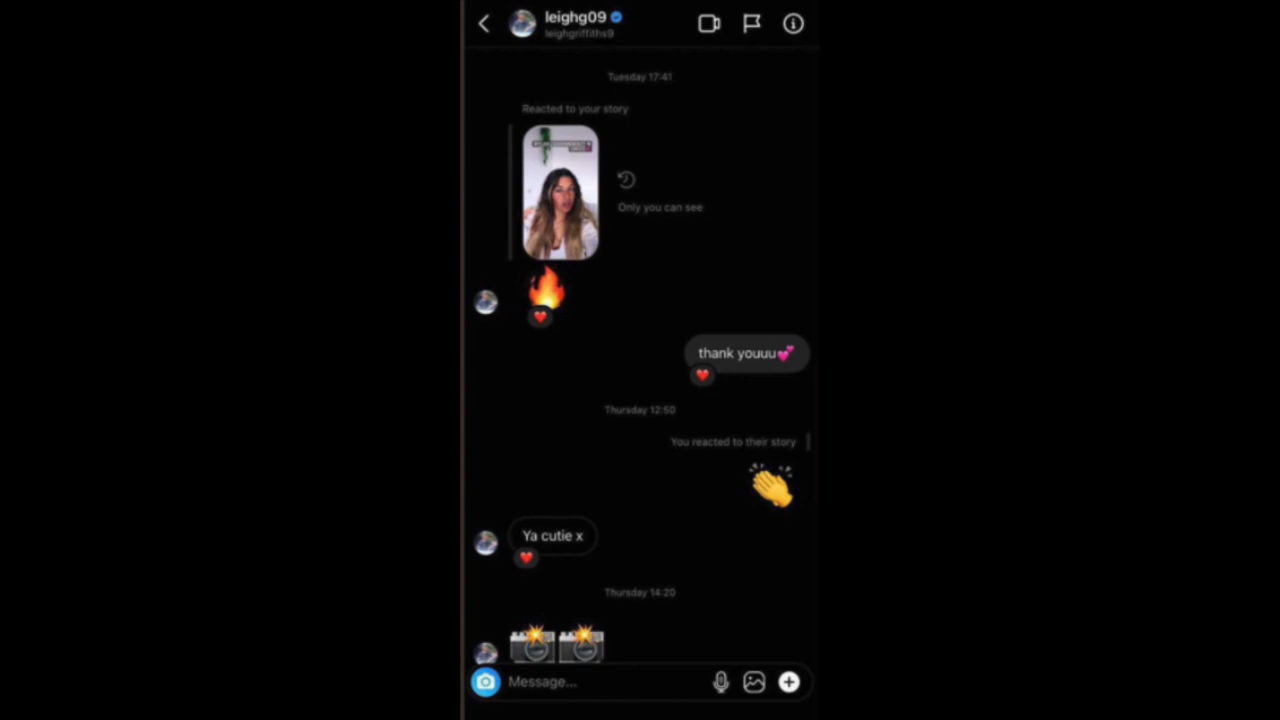 leighg09
leighgriffiths9
Tuesday 17:41
Reacted to your story
Only you can see
thank youuu💕
Thursday 12:50
You reacted to their story
Ya cutie x
Thursday 14:20
Message...